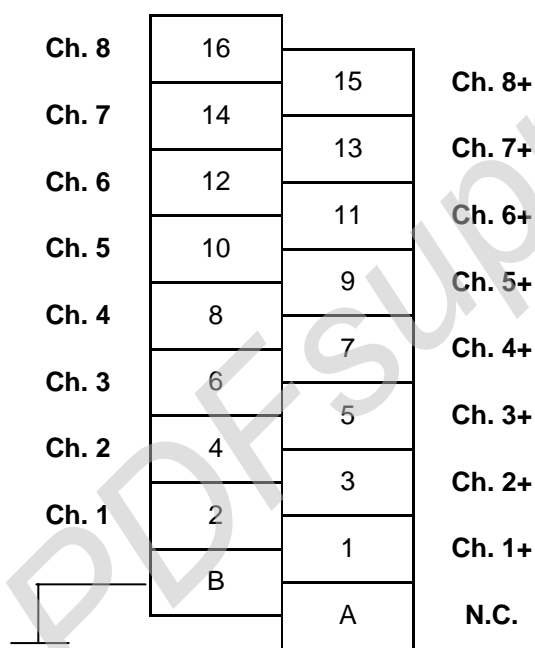 Ch. 8 16
15 Ch. 8+
Ch. 7 14
13 Ch. 7+
Ch. 6 12
11 Ch. 6+
Ch. 5 10
9 Ch. 5+
Ch. 4 8
7 Ch. 4+
Ch. 3 6
5 Ch. 3+
Ch. 2 4
3 Ch. 2+
Ch. 1 2
1 Ch. 1+
B
A N.C.
PDFsup